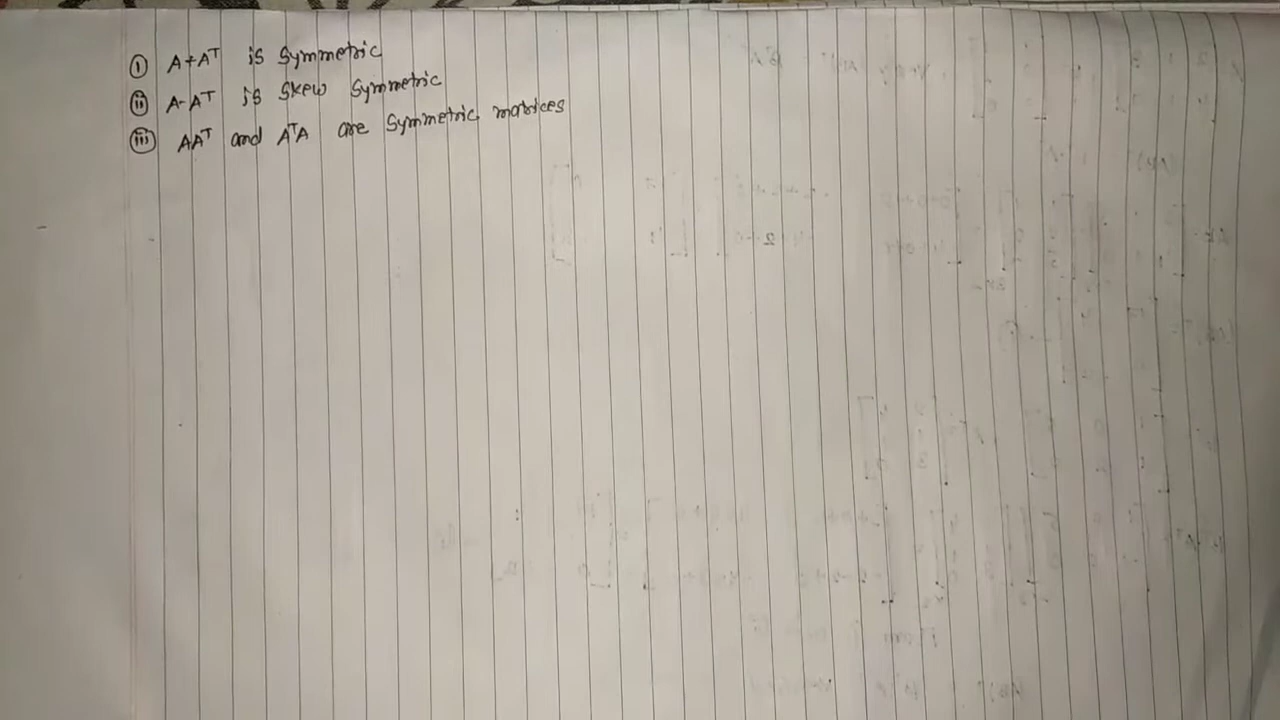 ① A+Aᵀ is Symmetric
② A-Aᵀ is Skew Symmetric
③ AAᵀ and AᵀA are Symmetric matrices